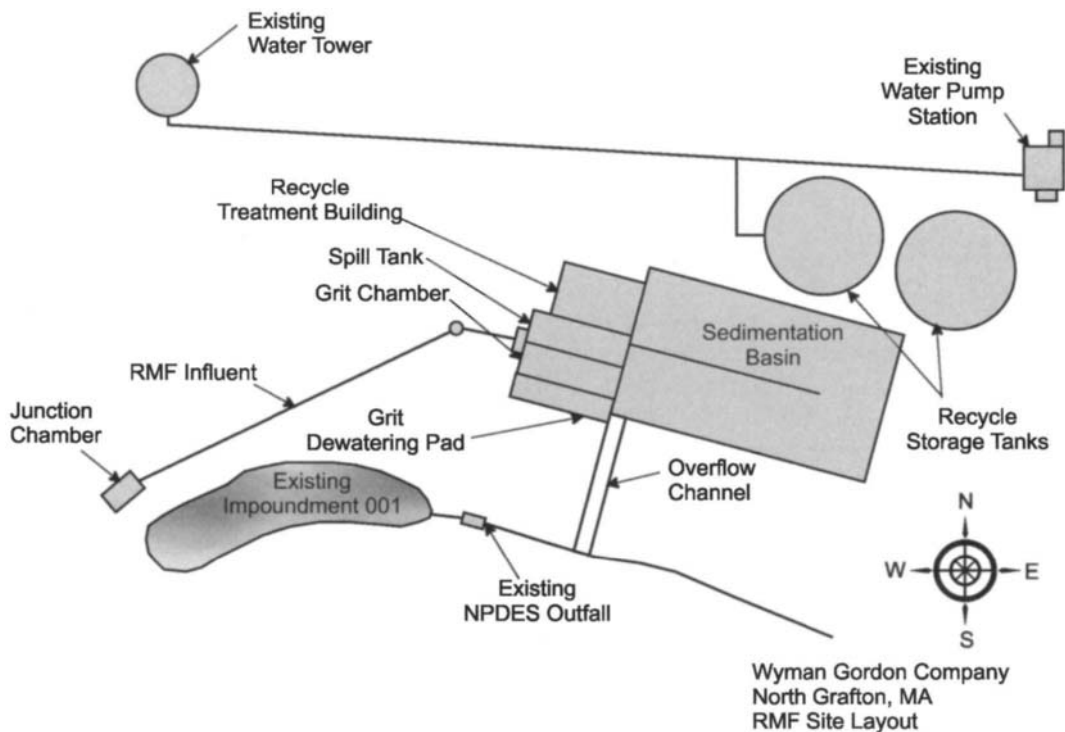 Existing
Water Tower
Existing
Water Pump
Station
Recycle
Treatment Building
Spill Tank
Grit Chamber
Sedimentation
Basin
RMF Influent
Junction
Chamber
Grit
Dewatering Pad
Recycle
Storage Tanks
Overflow
Channel
Existing
Impoundment 001
Existing
NPDES Outfall
N
W
E
S
Wyman Gordon Company
North Grafton, MA
RMF Site Layout